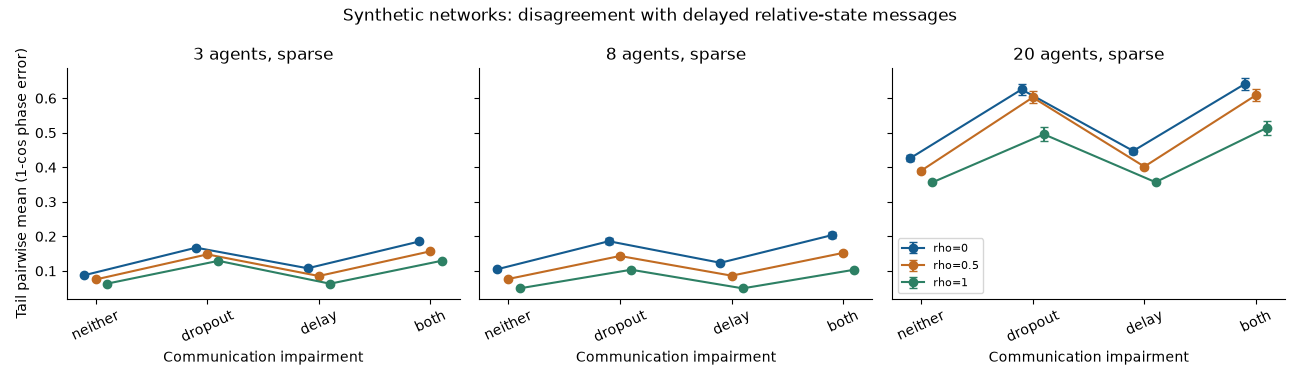 Synthetic networks: disagreement with delayed relative-state messages
Tail pairwise mean (1-cos phase error)
3 agents, sparse
0.6
0.5
0.4
0.3
0.2
0.1
neither
dropout
delay
both
Communication impairment
8 agents, sparse
neither
dropout
delay
both
Communication impairment
20 agents, sparse
rho=0
rho=0.5
rho=1
neither
dropout
delay
both
Communication impairment